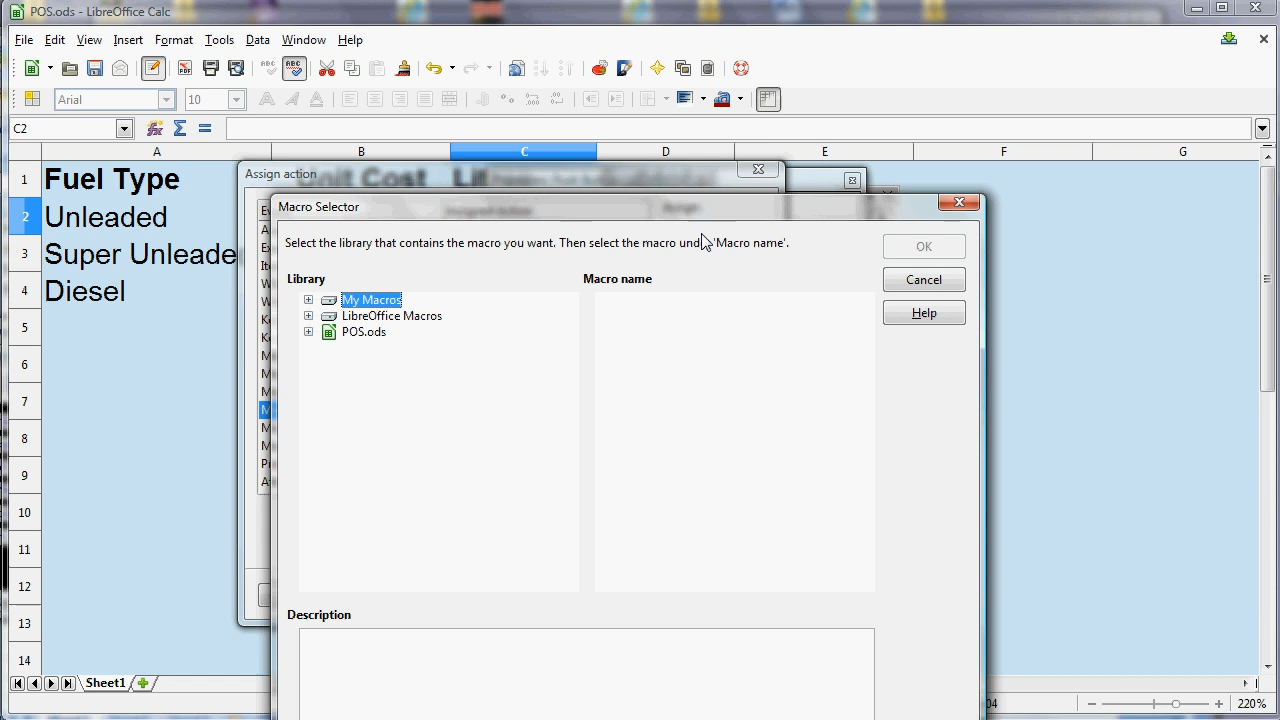 POS.ods - LibreOffice Calc
File Edit View Insert Format Tools Data Window Help
Arial 10
C2
A B C D E F G
1 Fuel Type Unit Cost
2 Unleaded
3 Super Unleade
4 Diesel
5
6
7
8
9
10
11
12
13
14
Assign action
Macro Selector
Select the library that contains the macro you want. Then select the macro under 'Macro name'.
Library
Macro name
My Macros
LibreOffice Macros
POS.ods
OK
Cancel
Help
Description
Sheet1
220%